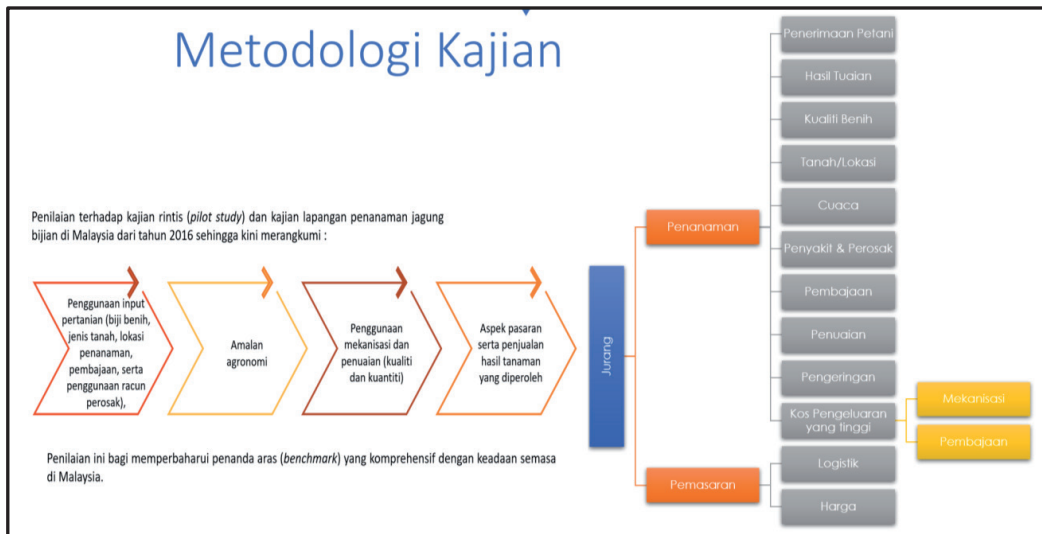 Metodologi Kajian
Penilaian terhadap kajian rintis (pilot study) dan kajian lapangan penanaman jagung
bijian di Malaysia dari tahun 2016 sehingga kini merangkumi :
Penggunaan input
pertanian (biji benih,
jenis tanah, lokasi
penanaman,
pembajaan, serta
penggunaan racun
perosak),
Amalan
agronomi
Penggunaan
mekanisasi dan
penuaian (kualiti
dan kuantiti)
Aspek pasaran
serta penjualan
hasil tanaman
yang diperoleh
Penilaian ini bagi memperbaharui penanda aras (benchmark) yang komprehensif dengan keadaan semasa
di Malaysia.
Jurang
Penanaman
Penerimaan Petani
Hasil Tuaian
Kualiti Benih
Tanah/Lokasi
Cuaca
Penyakit & Perosak
Pembajaan
Penuaian
Pengeringan
Kos Pengeluaran
yang tinggi
Mekanisasi
Pembajaan
Pemasaran
Logistik
Harga